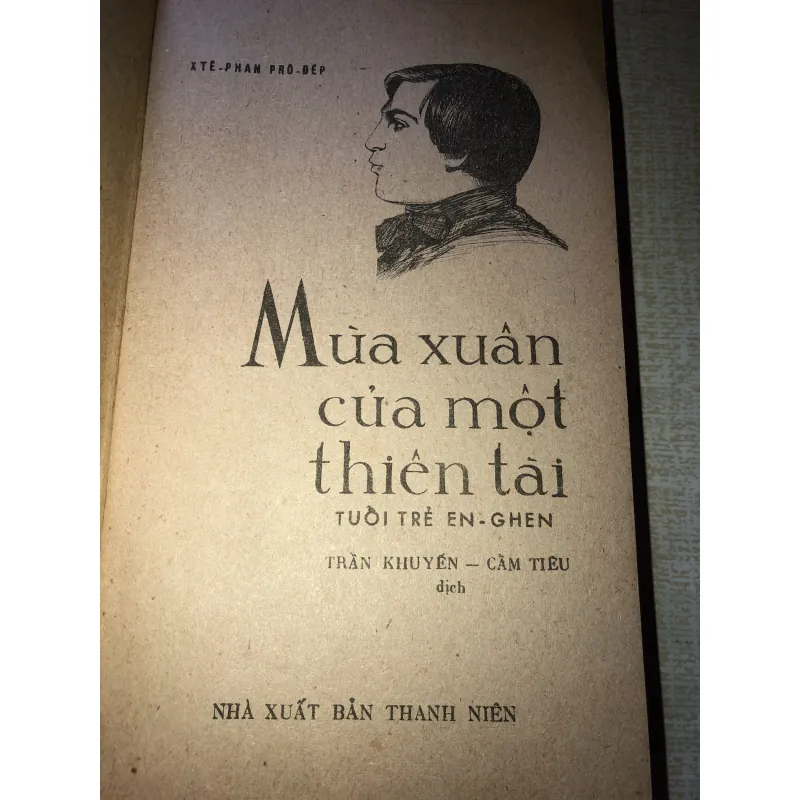 XTÊ-PHAN PRÔ-ĐÉP
Mùa xuân
của một
thiên tài
TUỔI TRẺ EN-GHEN
TRẦN KHUYẾN — CẦM TIÊU
dịch
NHÀ XUẤT BẢN THANH NIÊN